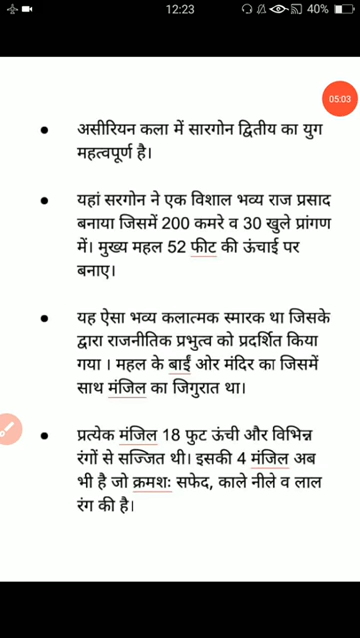 12:23
40%
05:03
असीरियन कला में सारगोन द्वितीय का युग
महत्वपूर्ण है।
यहां सरगोन ने एक विशाल भव्य राज प्रसाद
बनाया जिसमें 200 कमरे व 30 खुले प्रांगण
में। मुख्य महल 52 फीट की ऊंचाई पर
बनाए।
यह ऐसा भव्य कलात्मक स्मारक था जिसके
द्वारा राजनीतिक प्रभुत्व को प्रदर्शित किया
गया । महल के बाईं ओर मंदिर का जिसमें
साथ मंजिल का जिगुरात था।
प्रत्येक मंजिल 18 फुट ऊंची और विभिन्न
रंगों से सज्जित थी। इसकी 4 मंजिल अब
भी है जो क्रमशः सफेद, काले नीले व लाल
रंग की है।